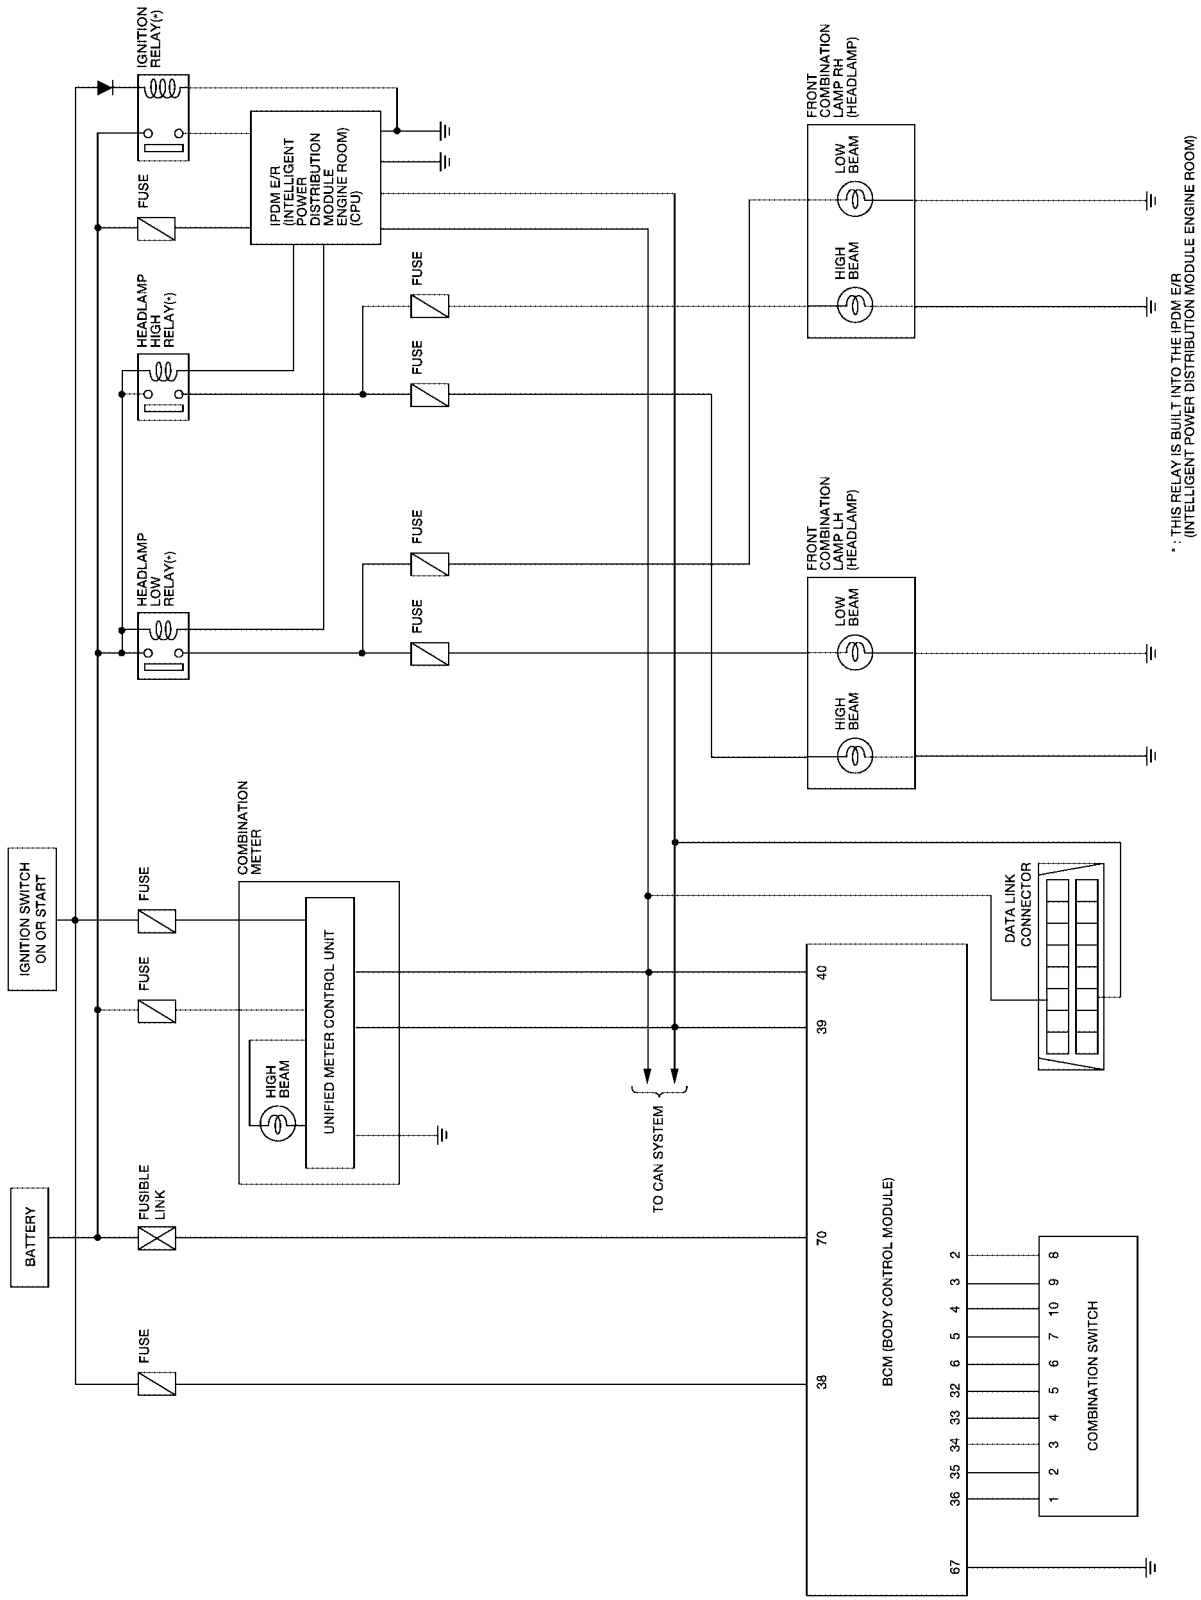 BATTERY
IGNITION SWITCH
ON OR START
FUSE
FUSIBLE
LINK
FUSE
FUSE
HEADLAMP
LOW
RELAY(*)
HEADLAMP
HIGH
RELAY(*)
FUSE
IGNITION
RELAY(*)
COMBINATION
METER
HIGH
BEAM
UNIFIED METER CONTROL UNIT
IPDM E/R
(INTELLIGENT
POWER
DISTRIBUTION
MODULE
ENGINE ROOM)
(CPU)
FUSE
FUSE
FUSE
FUSE
TO CAN SYSTEM
38
70
39
40
BCM (BODY CONTROL MODULE)
67
36
35
34
33
32
6
5
4
3
2
1
2
3
4
5
6
7
10
9
8
COMBINATION SWITCH
DATA LINK
CONNECTOR
FRONT
COMBINATION
LAMP LH
(HEADLAMP)
HIGH
BEAM
LOW
BEAM
FRONT
COMBINATION
LAMP RH
(HEADLAMP)
HIGH
BEAM
LOW
BEAM
* : THIS RELAY IS BUILT INTO THE IPDM E/R
(INTELLIGENT POWER DISTRIBUTION MODULE ENGINE ROOM)